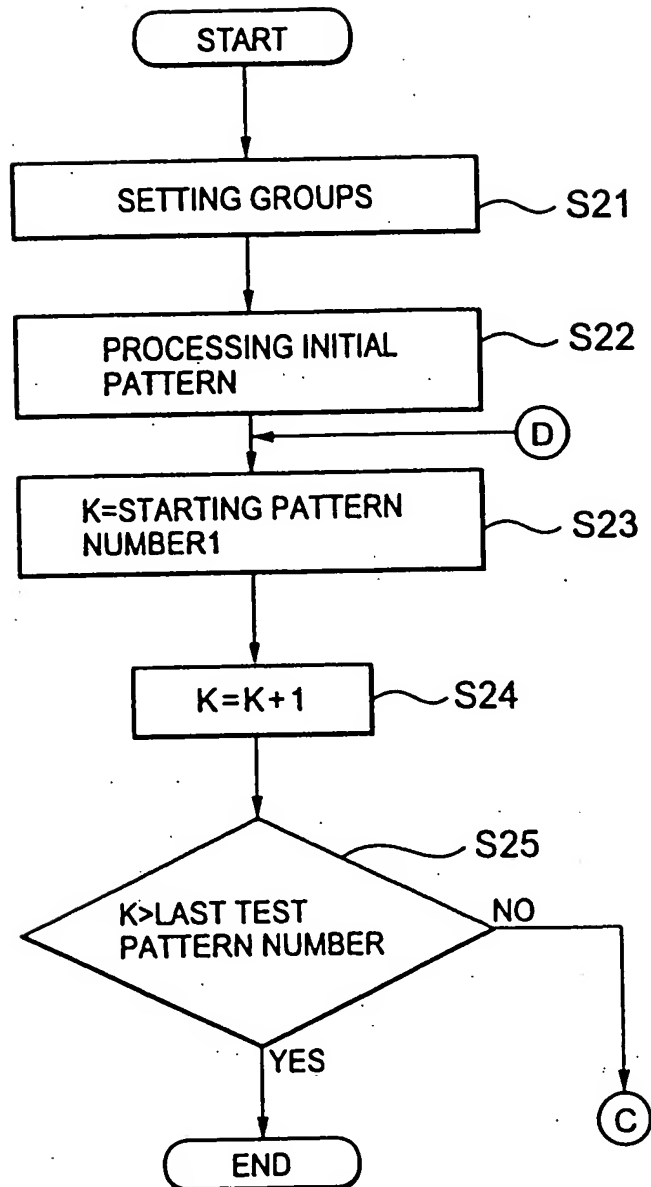 START
SETTING GROUPS
S21
PROCESSING INITIAL
PATTERN
S22
D
K=STARTING PATTERN
NUMBER1
S23
K=K+1
S24
S25
K>LAST TEST
PATTERN NUMBER
NO
YES
C
END